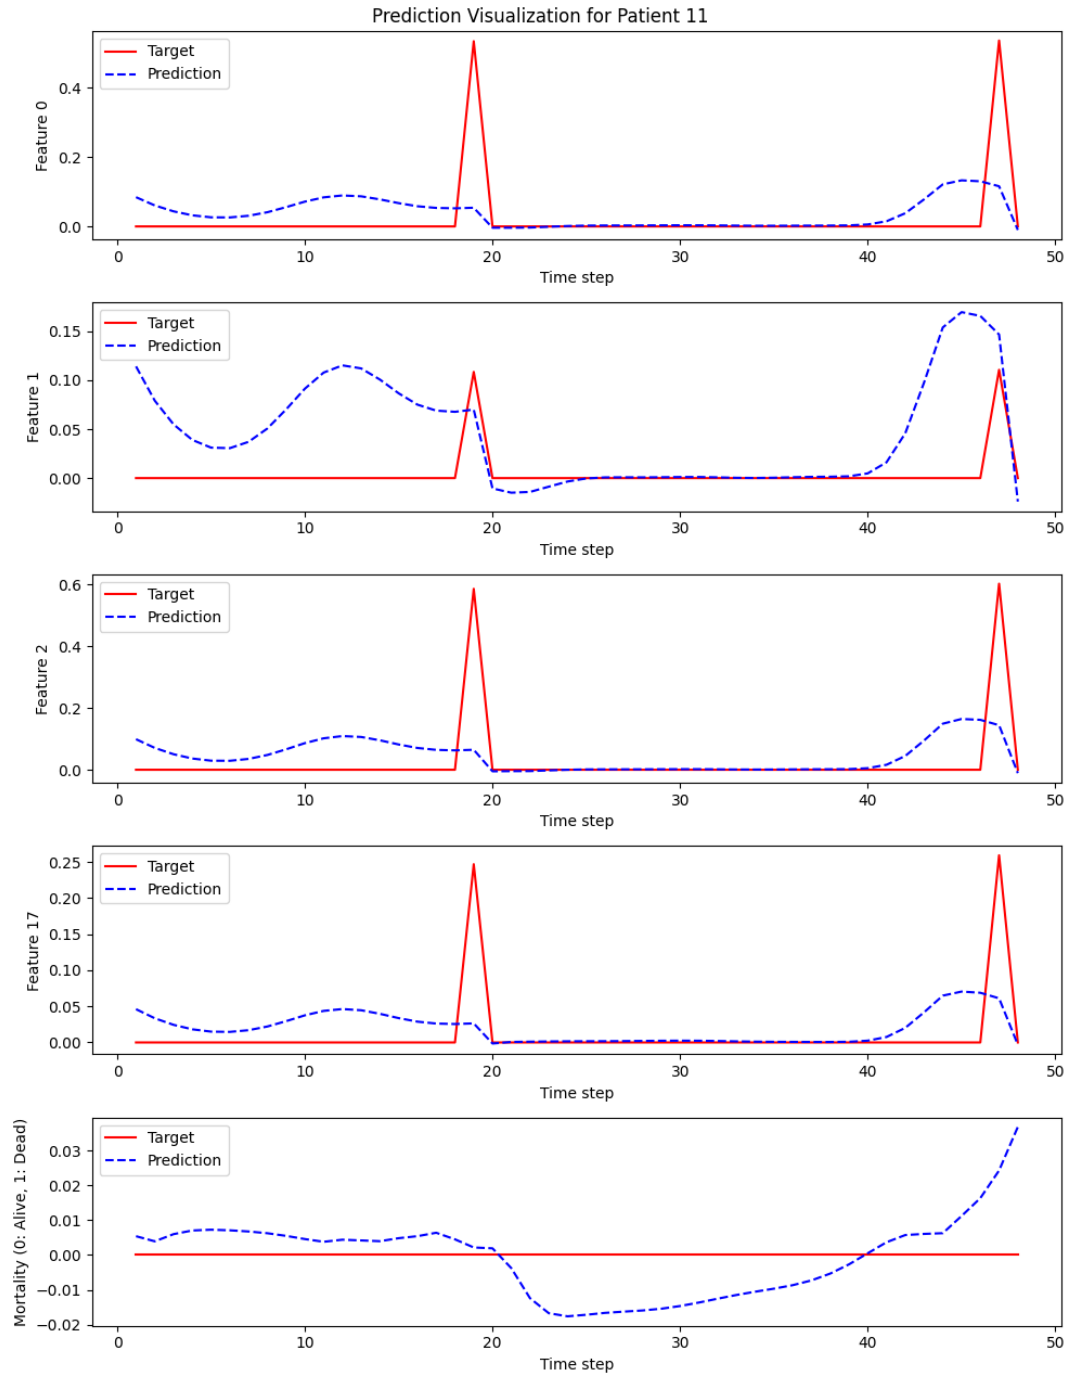 Prediction Visualization for Patient 11
Target
Prediction
Feature 0
0.4
0.2
0.0
0 10 20 30 40 50
Time step
Target
Prediction
Feature 1
0.15
0.10
0.05
0.00
0 10 20 30 40 50
Time step
Target
Prediction
Feature 2
0.6
0.4
0.2
0.0
0 10 20 30 40 50
Time step
Target
Prediction
Feature 17
0.25
0.20
0.15
0.10
0.05
0.00
0 10 20 30 40 50
Time step
Target
Prediction
Mortality (0: Alive, 1: Dead)
0.03
0.02
0.01
0.00
−0.01
−0.02
0 10 20 30 40 50
Time step